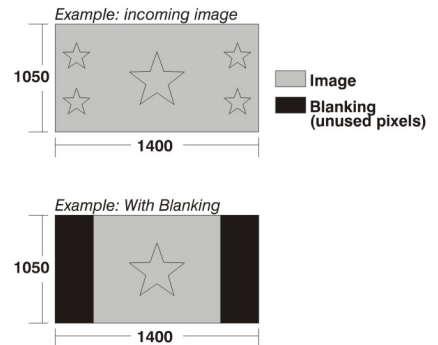 Example: incoming image
1050
1400
Image
Blanking
(unused pixels)
Example: With Blanking
1050
1400